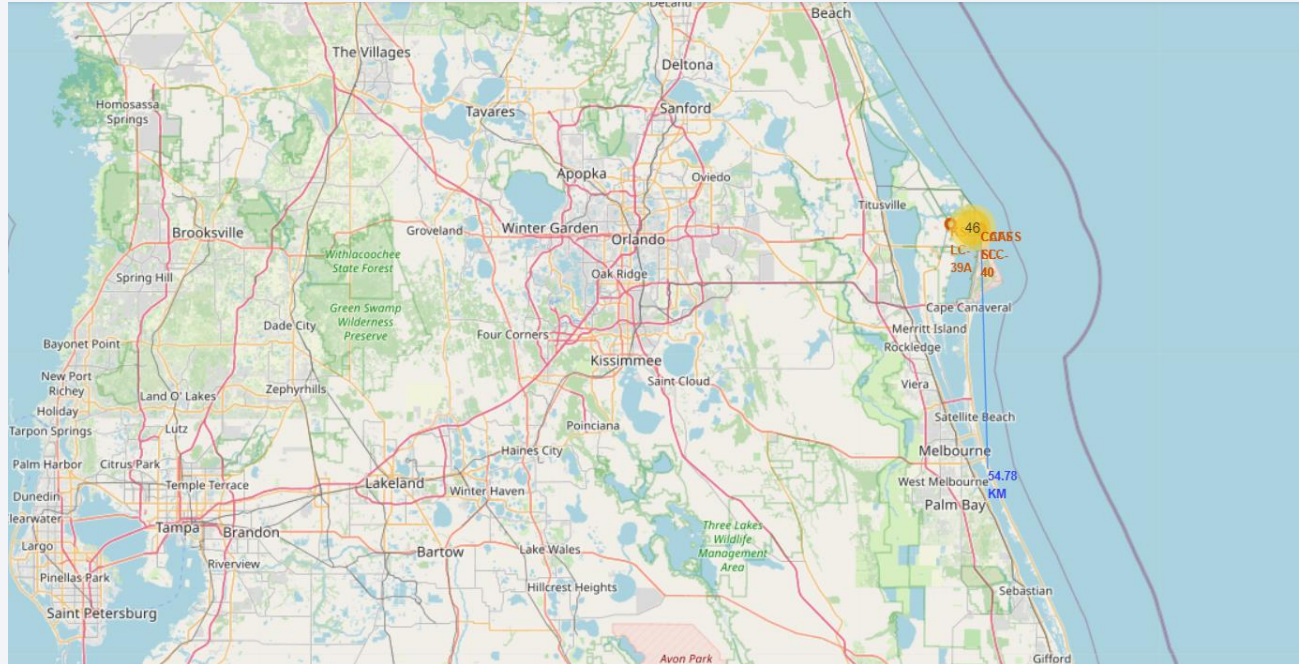 DeLand
Beach
The Villages
Deltona
Homosassa
Springs
Tavares
Sanford
Apopka
Oviedo
Titusville
Brooksville
Groveland
Winter Garden
Orlando
46
LC-
39A
40
Withlacoochee
State Forest
Spring Hill
Oak Ridge
Green Swamp
Wilderness
Preserve
Cape Canaveral
Dade City
Four Corners
Merritt Island
Bayonet Point
Rockledge
Kissimmee
New Port
Richey
Saint Cloud
Viera
Zephyrhills
Land O' Lakes
Holiday
Satellite Beach
Tarpon Springs
Lutz
Poinciana
Melbourne
Haines City
Palm Harbor
Citrus Park
Temple Terrace
Lakeland
Winter Haven
West Melbourne
54.78
KM
Dunedin
Palm Bay
Clearwater
Tampa
Brandon
Three Lakes
Wildlife
Management
Area
Largo
Bartow
Lake Wales
Riverview
Pinellas Park
Hillcrest Heights
Sebastian
Saint Petersburg
Avon Park
Gifford